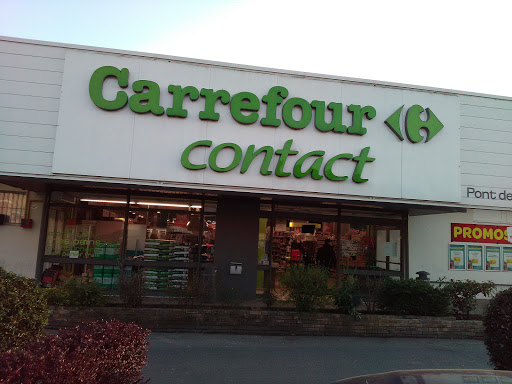 Carrefour
contact
Pont de
PROMOS